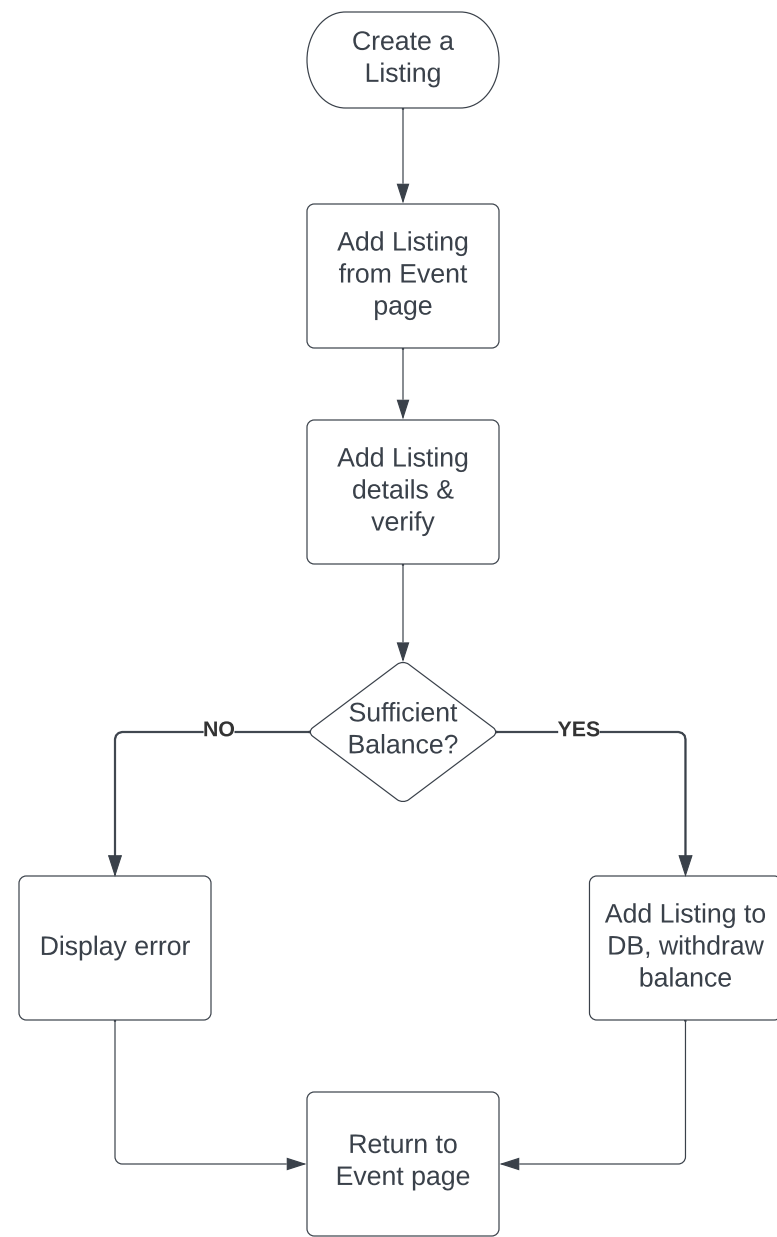 Create a
Listing
Add Listing
from Event
page
Add Listing
details &
verify
Sufficient
Balance?
NO
YES
Display error
Add Listing to
DB, withdraw
balance
Return to
Event page